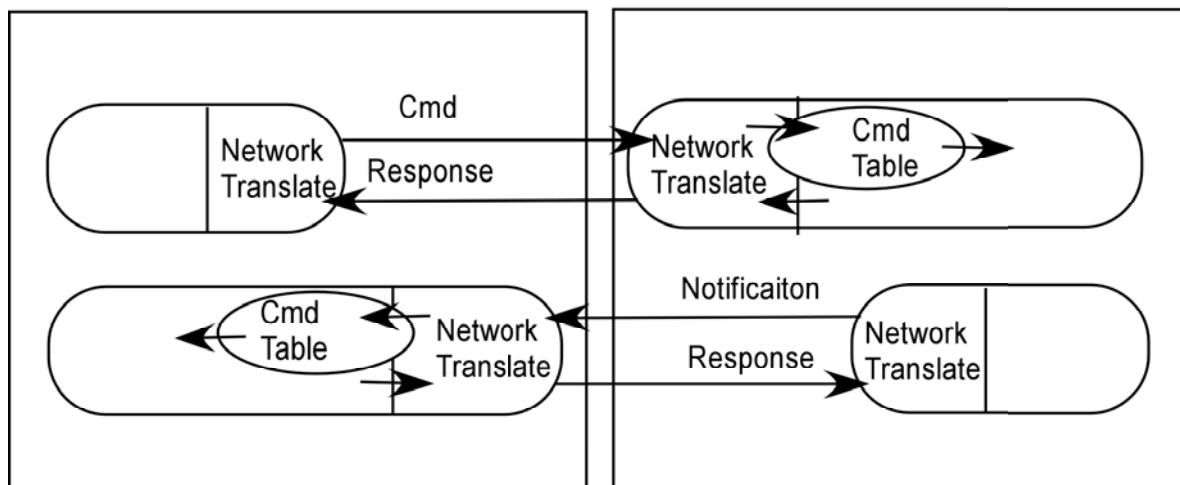 Cmd
Network
Translate
Response
Network
Translate
Cmd
Table
Cmd
Table
Network
Translate
Notificaiton
Response
Network
Translate